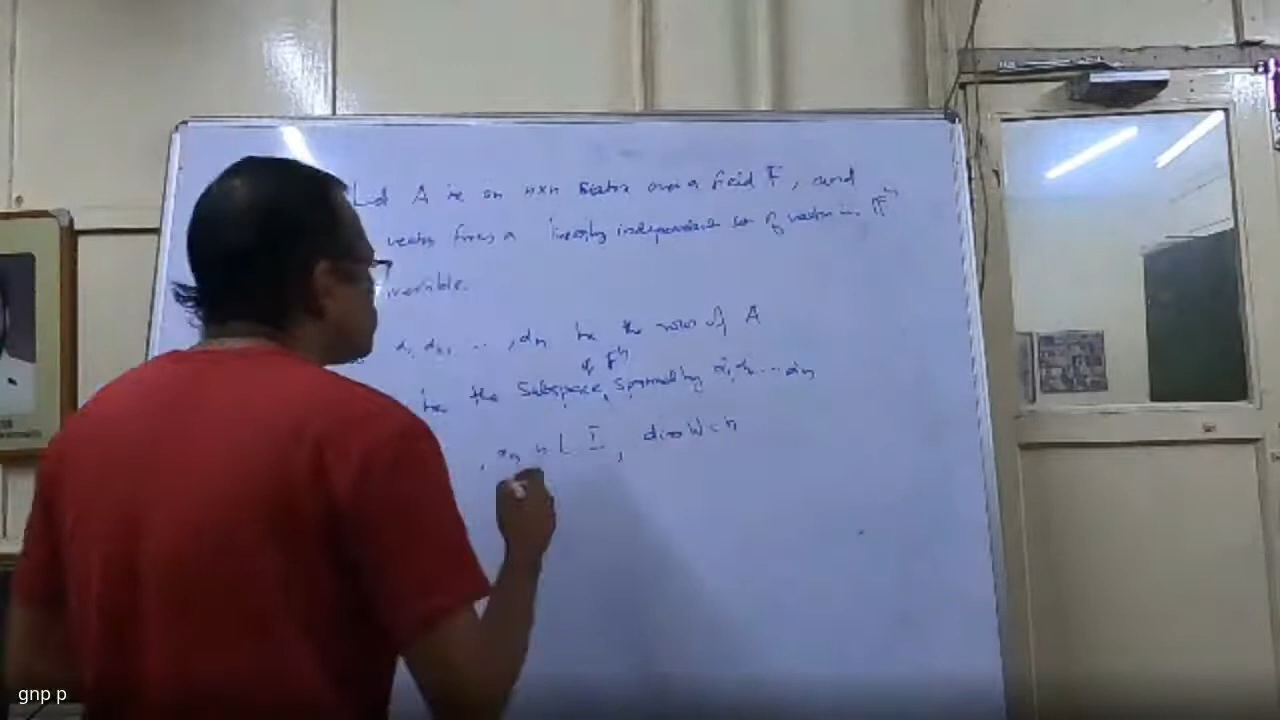 Let A be an n×n matrix over a field F, and
vectors forms a linearly independent set of vectors in F^n
invertible.
α₁, α₂, ..., αₙ be the rows of A
of F^n
be the subspace, spanned by α₁, α₂ ... αₙ
, αₙ is L I, dim W = n
gnp p